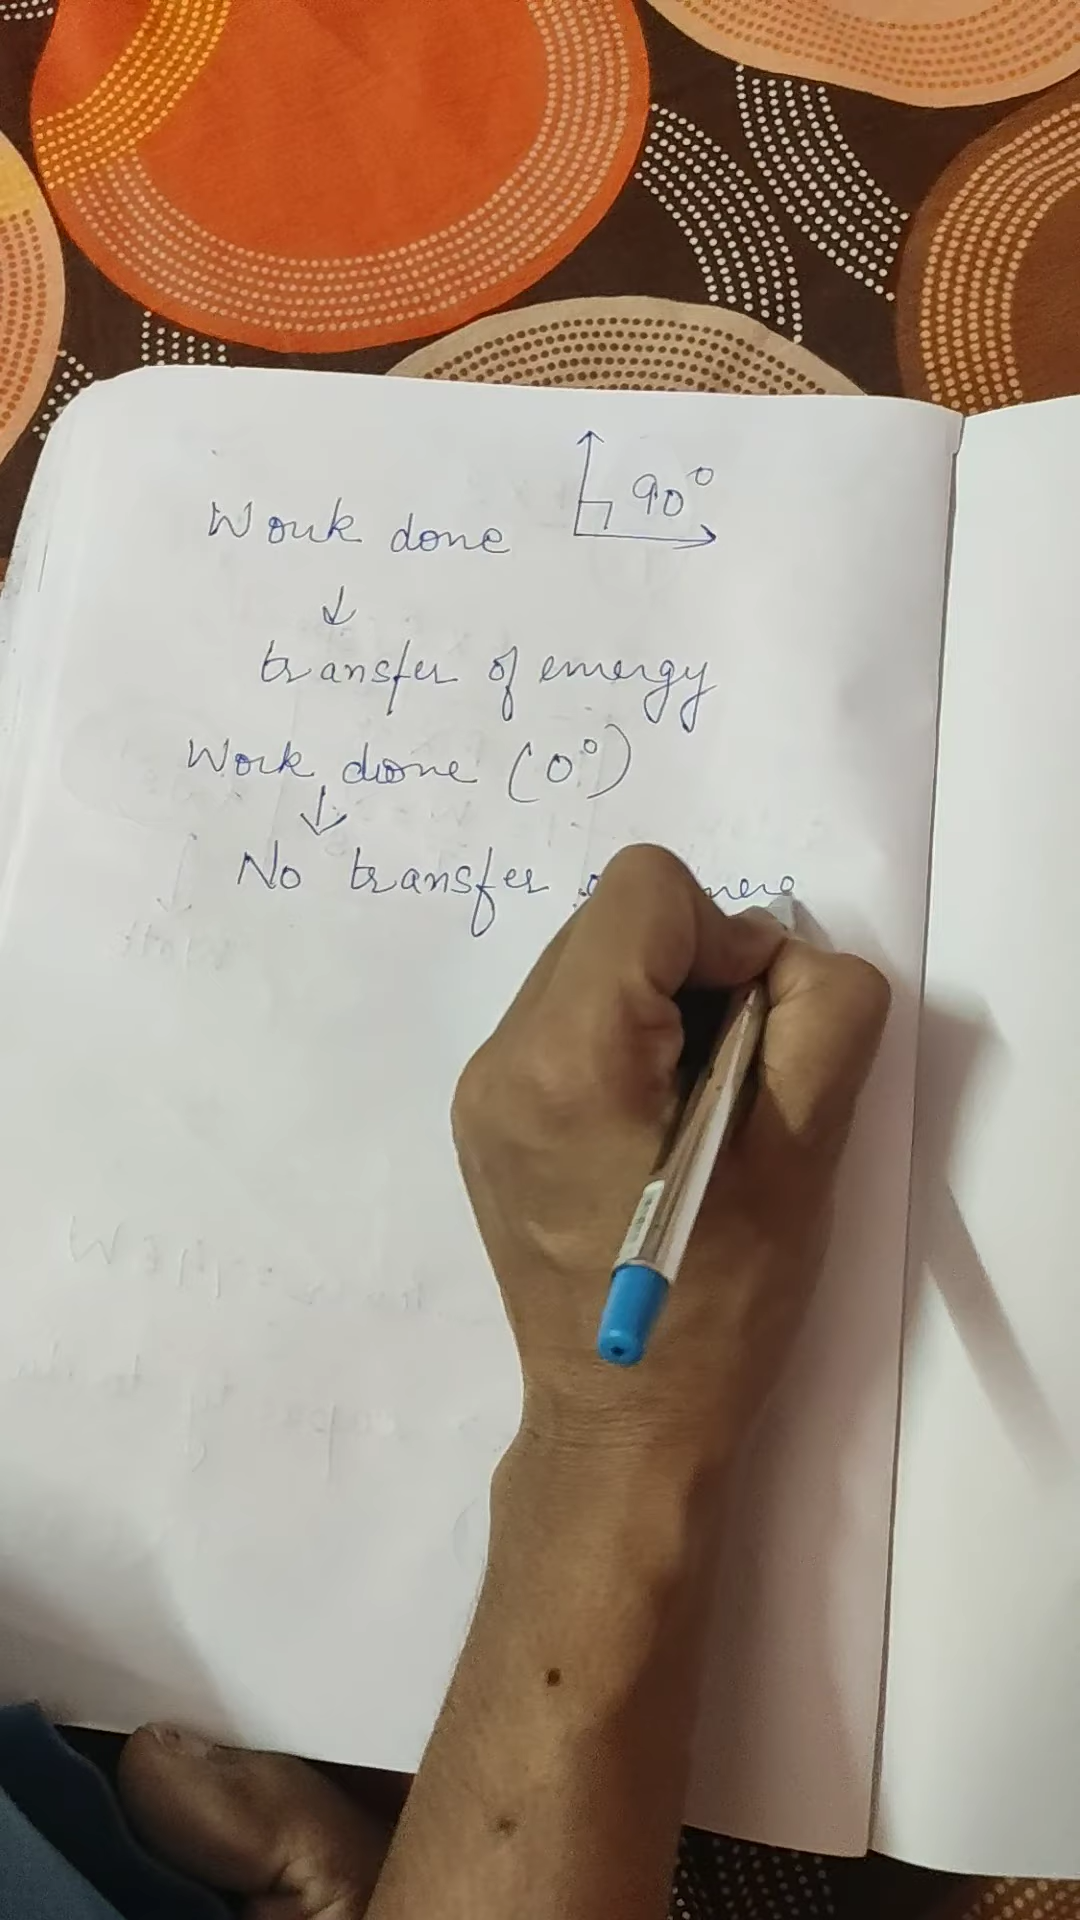 Work done 90°
↓
transfer of energy
Work done (0°)
↓
No transfer